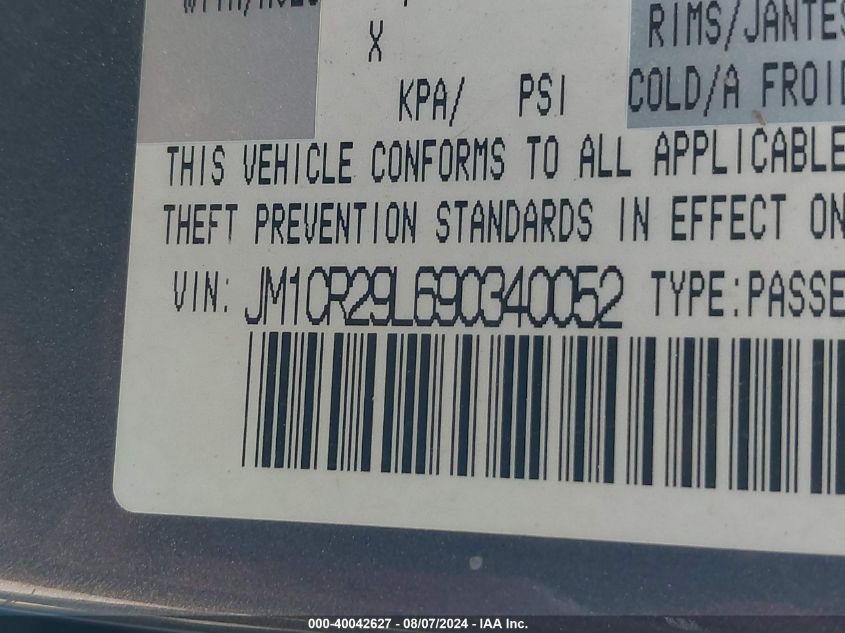 X
KPA/ PSI
RIMS/JANTES
COLD/A FROID
THIS VEHICLE CONFORMS TO ALL APPLICABLE
THEFT PREVENTION STANDARDS IN EFFECT ON
VIN: JM1CR29L690340052 TYPE:PASSE
000-40042627 - 08/07/2024 - IAA Inc.